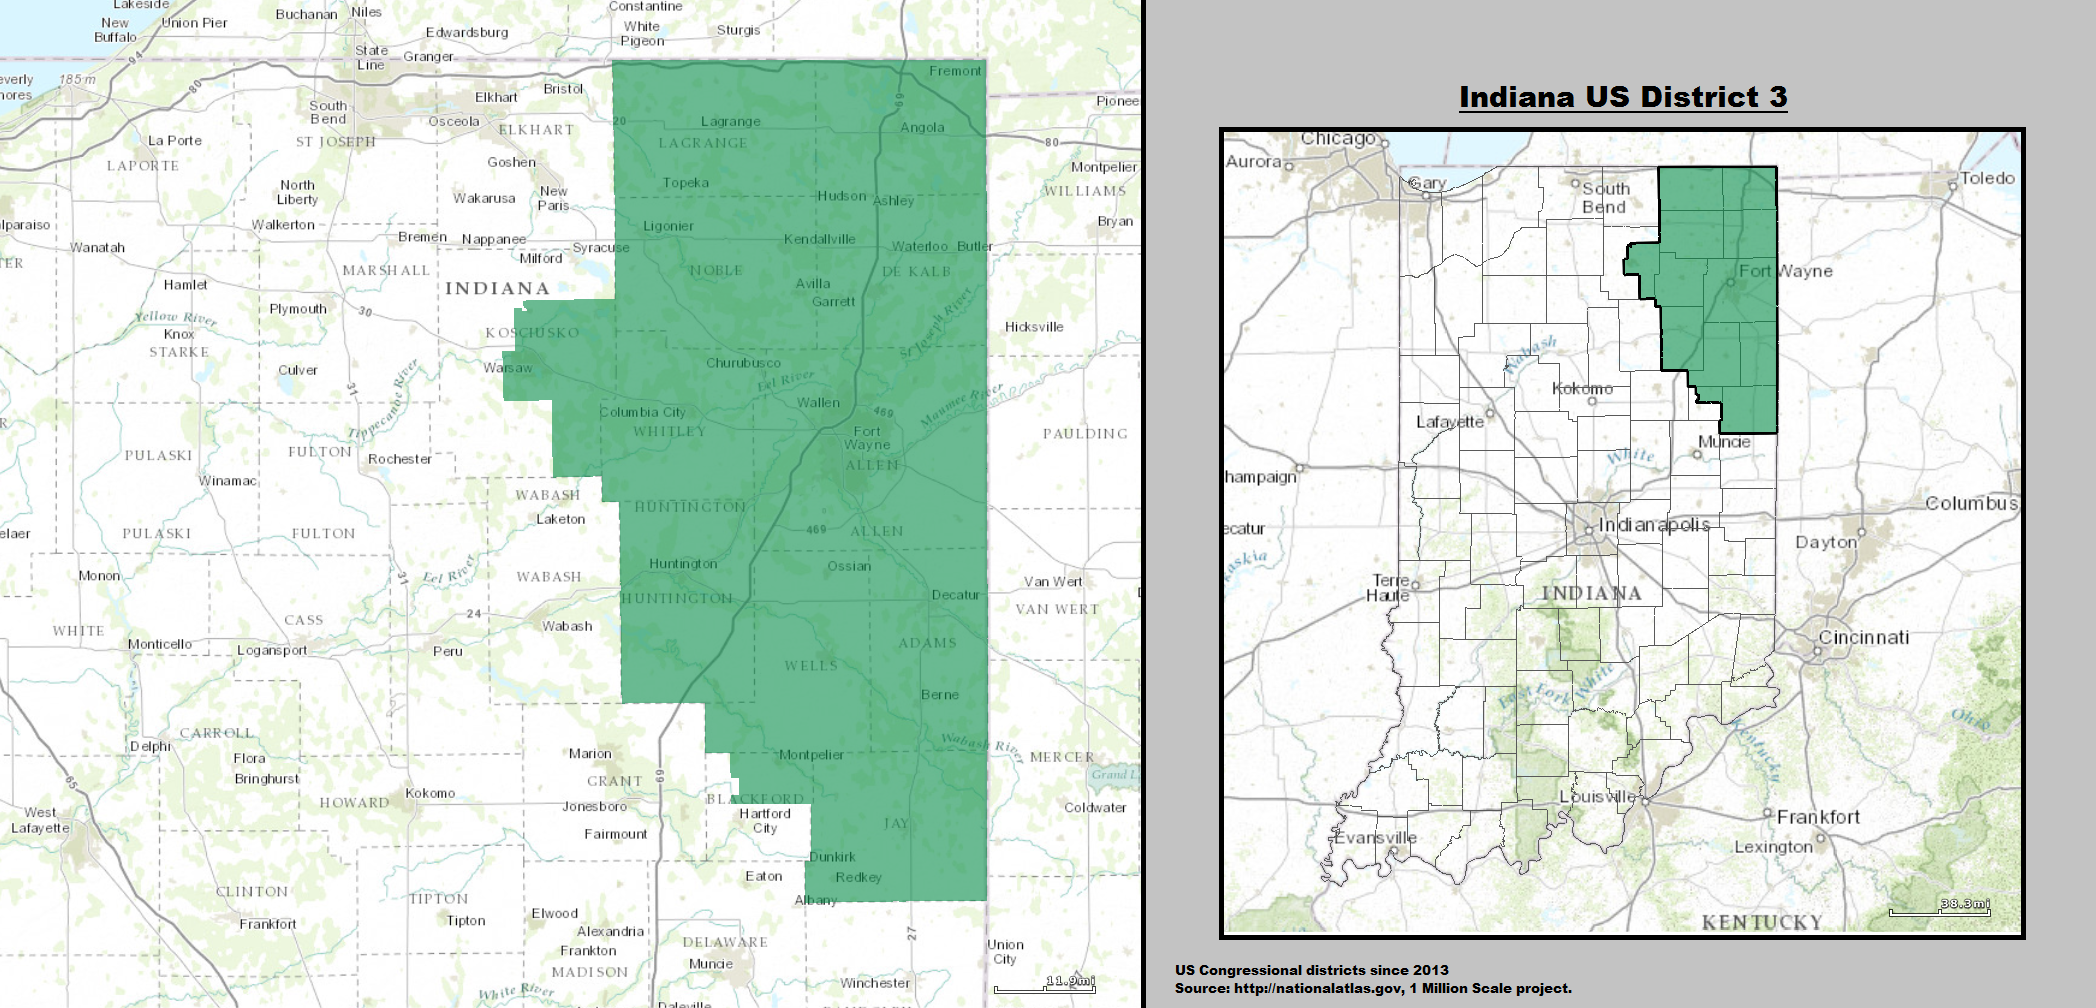 Lakeside
New
Buffalo
Union Pier
Buchanan
Niles
Constantine
White
Pigeon
Sturgis
Edwardsburg
State
Line
Granger
94
80
185 m
Elkhart
Bristol
Fremont
Pionee
South
Bend
Osceola
ELKHART
20
Lagrange
69
Angola
La Porte
ST JOSEPH
LAGRANGE
80
LAPORTE
Goshen
Montpelier
North
Liberty
Wakarusa
New
Paris
Topeka
Hudson
Ashley
WILLIAMS
lparaiso
Walkerton
Ligonier
Bryan
Wanatah
Bremen
Nappanee
Syracuse
Kendallville
Waterloo
Butler
TER
MARSHALL
Milford
NOBLE
DE KALB
Hamlet
INDIANA
Avilla
Garrett
Plymouth
30
Yellow River
Knox
STARKE
KOSCIUSKO
St Joseph River
Hicksville
Culver
Warsaw
Churubusco
Eel River
31
Tippecanoe River
Columbia City
WHITLEY
Wallen
469
Maumee River
Fort
Wayne
ALLEN
PAULDING
PULASKI
FULTON
Rochester
Winamac
WABASH
Laketon
HUNTINGTON
469
ALLEN
elaer
PULASKI
FULTON
Monon
31
Eel River
WABASH
Huntington
HUNTINGTON
Ossian
Decatur
Van Wert
VAN WERT
WHITE
CASS
24
Wabash
Monticello
Logansport
Peru
WELLS
ADAMS
Berne
CARROLL
Delphi
Flora
Bringhurst
Marion
GRANT
Montpelier
Wabash River
MERCER
Grand L
65
HOWARD
Kokomo
Jonesboro
69
BLACKFORD
Hartford
City
Coldwater
West
Lafayette
Fairmount
JAY
Dunkirk
Redkey
Eaton
Albany
CLINTON
Frankfort
TIPTON
Tipton
Elwood
Alexandria
Frankton
MADISON
DELAWARE
Muncie
27
Union
City
Winchester
White River
Daleville
11.9mi
Indiana US District 3
Chicago
Aurora
Gary
South
Bend
Toledo
Fort Wayne
Wabash
Kokomo
Lafayette
Muncie
White
hampaign
Columbus
Indianapolis
ecatur
Dayton
kaskia
Terre
Haute
INDIANA
Cincinnati
East Fork White
Kentucky
Ohio
Louisville
Frankfort
Evansville
Lexington
KENTUCKY
38.3mi
US Congressional districts since 2013
Source: http://nationalatlas.gov, 1 Million Scale project.